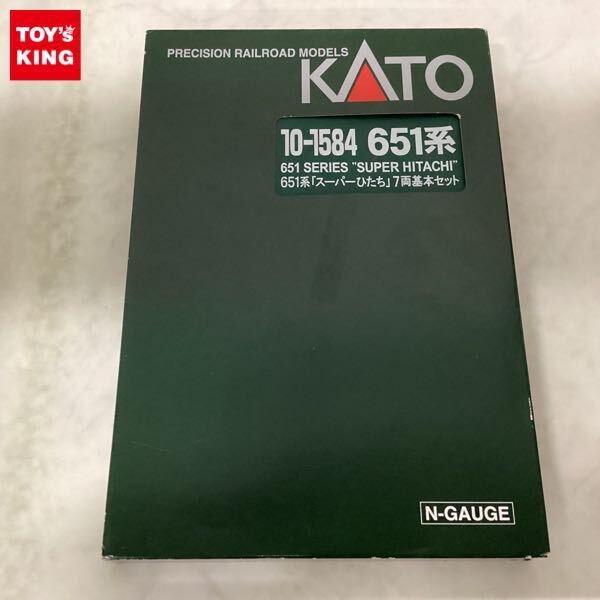 TOY's
KING
PRECISION RAILROAD MODELS
KATO
10-1584 651系
651 SERIES "SUPER HITACHI"
651系「スーパーひたち」7両基本セット
N-GAUGE